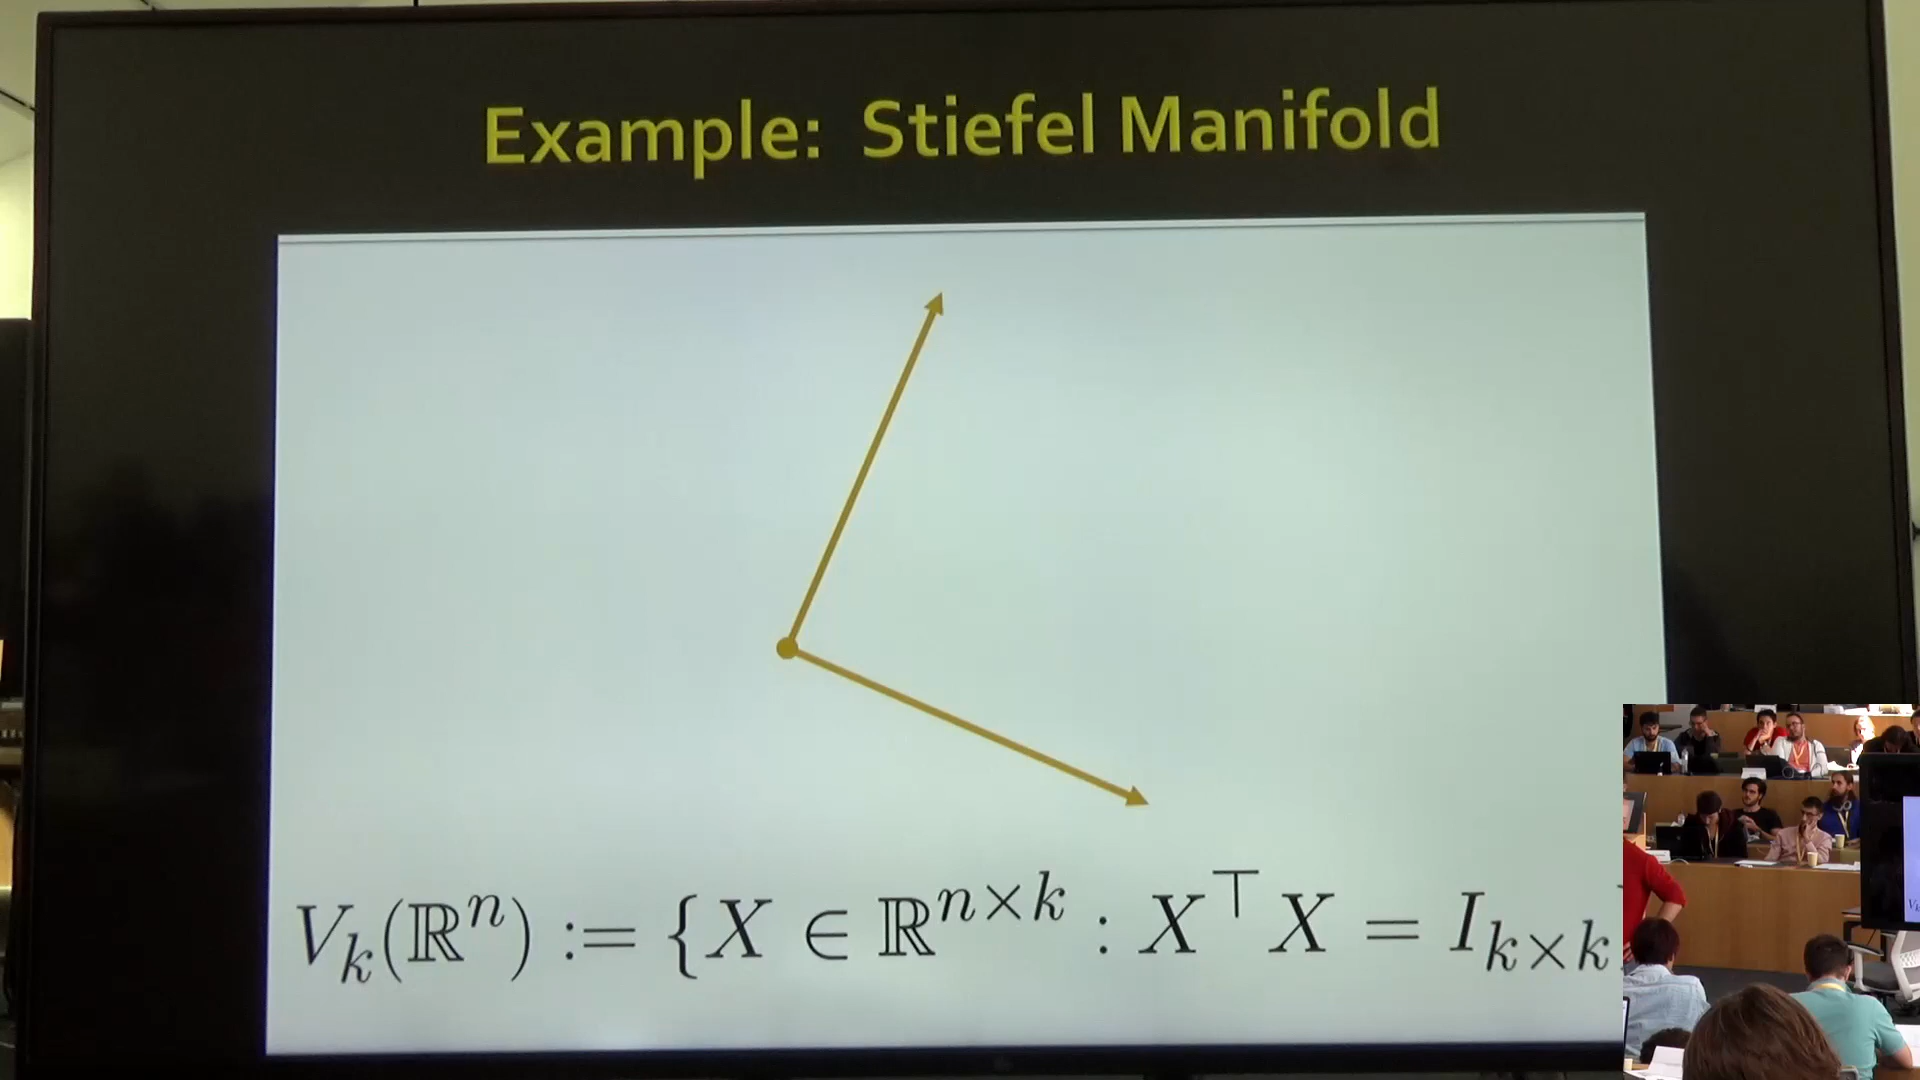 Example: Stiefel Manifold
V_k(ℝ^n) := {X ∈ ℝ^{n×k} : X^⊤X = I_{k×k}